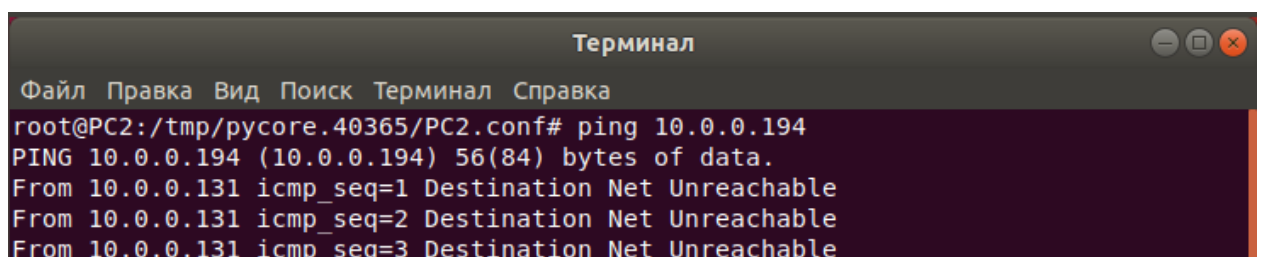 Терминал
Файл Правка Вид Поиск Терминал Справка
root@PC2:/tmp/pycore.40365/PC2.conf# ping 10.0.0.194
PING 10.0.0.194 (10.0.0.194) 56(84) bytes of data.
From 10.0.0.131 icmp_seq=1 Destination Net Unreachable
From 10.0.0.131 icmp_seq=2 Destination Net Unreachable
From 10.0.0.131 icmp_seq=3 Destination Net Unreachable